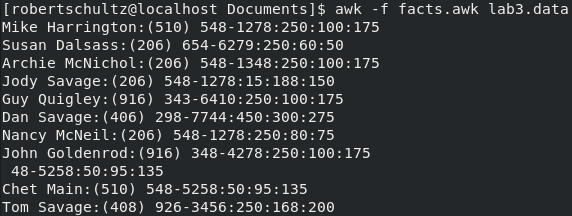 [robertschultz@localhost Documents]$ awk -f facts.awk lab3.data
Mike Harrington:(510) 548-1278:250:100:175
Susan Dalsass:(206) 654-6279:250:60:50
Archie McNichol:(206) 548-1348:250:100:175
Jody Savage:(206) 548-1278:15:188:150
Guy Quigley:(916) 343-6410:250:100:175
Dan Savage:(406) 298-7744:450:300:275
Nancy McNeil:(206) 548-1278:250:80:75
John Goldenrod:(916) 348-4278:250:100:175
 48-5258:50:95:135
Chet Main:(510) 548-5258:50:95:135
Tom Savage:(408) 926-3456:250:168:200